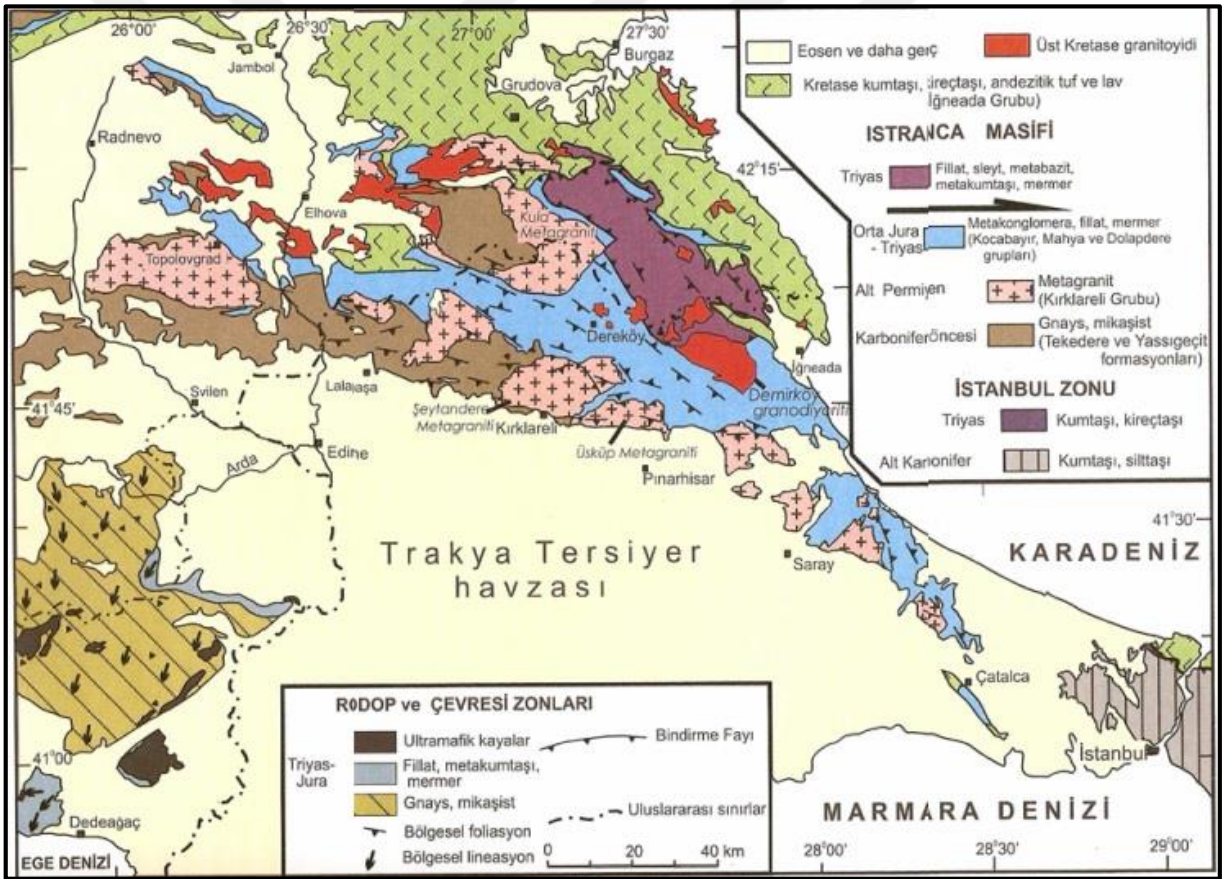 26°00'
26°30'
27°00'
27°30'
Burgaz
Jambol
Grudova
Radnevo
42°15'
Elhova
Kula
Metagraniti
Topolovgrad
Dereköy
İğneada
Lalapaşa
Svilen
41°45'
Şeytandere
Metagraniti
Kırklareli
Demirköy
granodiyoriti
Üsküp Metagraniti
Edirne
Arda
Pınarhisar
41°30'
Trakya Tersiyer
havzası
Saray
KARADENİZ
Çatalca
İstanbul
41°00'
MARMARA DENİZİ
Dedeağaç
EGE DENİZİ
28°00'
28°30'
29°00'
Eosen ve daha genç
Üst Kretase granitoyidi
Kretase kumtaşı, kireçtaşı, andezitik tuf ve lav
İğneada Grubu)
ISTRANCA MASİFİ
Triyas
Fillat, sleyt, metabazit,
metakumtaşı, mermer
Orta Jura
- Triyas
Metakonglomera, fillat, mermer
(Kocabayır, Mahya ve Dolapdere
grupları)
Alt Permiyen
Metagranit
(Kırklareli Grubu)
Karbonifer öncesi
Gnays, mikaşist
(Tekedere ve Yassıgeçit
formasyonları)
İSTANBUL ZONU
Triyas
Kumtaşı, kireçtaşı
Alt Karbonifer
Kumtaşı, silttaşı
RODOP ve ÇEVRESİ ZONLARI
Ultramafik kayalar
Bindirme Fayı
Triyas-
Jura
Fillat, metakumtaşı,
mermer
Gnays, mikaşist
Uluslararası sınırlar
Bölgesel foliasyon
Bölgesel lineasyon
0 20 40 km